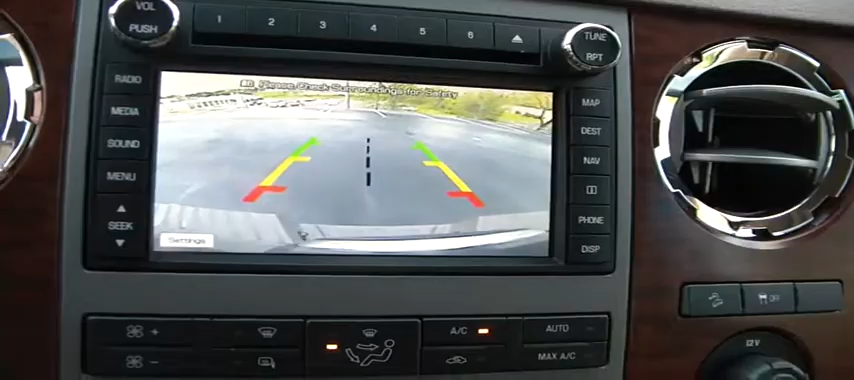 VOL
PUSH
1 2 3 4 5 6
TUNE
RPT
RADIO
MEDIA
SOUND
MENU
SEEK
Please Check Surroundings for Safety
Settings
MAP
DEST
NAV
PHONE
DISP
A/C
AUTO
MAX A/C
OFF
12V